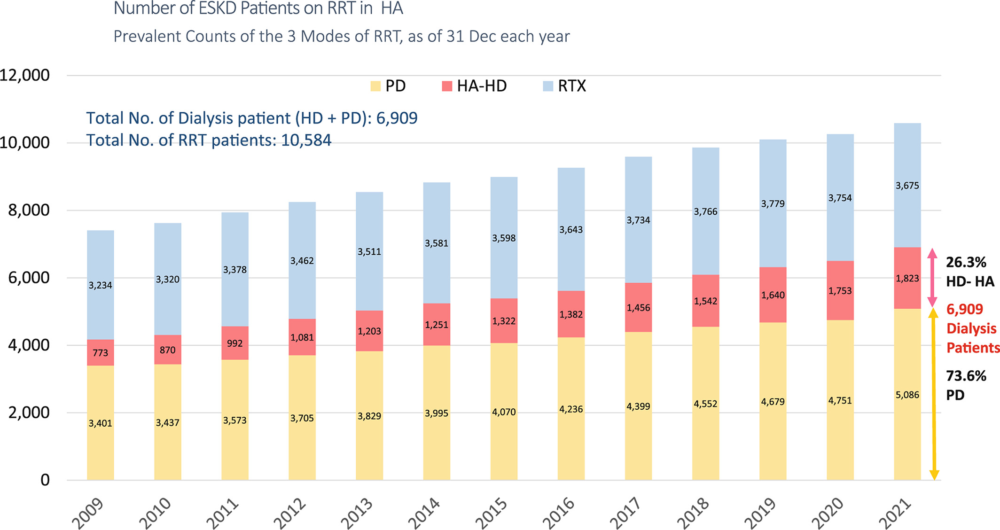 Number of ESKD Patients on RRT in HA
Prevalent Counts of the 3 Modes of RRT, as of 31 Dec each year
12,000
PD HA-HD RTX
Total No. of Dialysis patient (HD + PD): 6,909
Total No. of RRT patients: 10,584
10,000
8,000
6,000
4,000
2,000
0
3,234 3,320 3,378 3,462 3,511 3,581 3,598 3,643 3,734 3,766 3,779 3,754 3,675
773 870 992 1,081 1,203 1,251 1,322 1,382 1,456 1,542 1,640 1,753 1,823
3,401 3,437 3,573 3,705 3,829 3,995 4,070 4,236 4,399 4,552 4,679 4,751 5,086
26.3%
HD- HA
6,909
Dialysis
Patients
73.6%
PD
2009 2010 2011 2012 2013 2014 2015 2016 2017 2018 2019 2020 2021